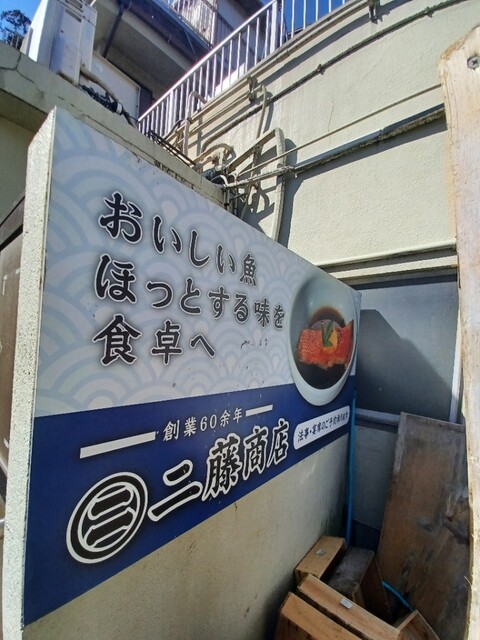 おいしい魚
ほっとする味を
食卓へ
創業60余年
二藤商店